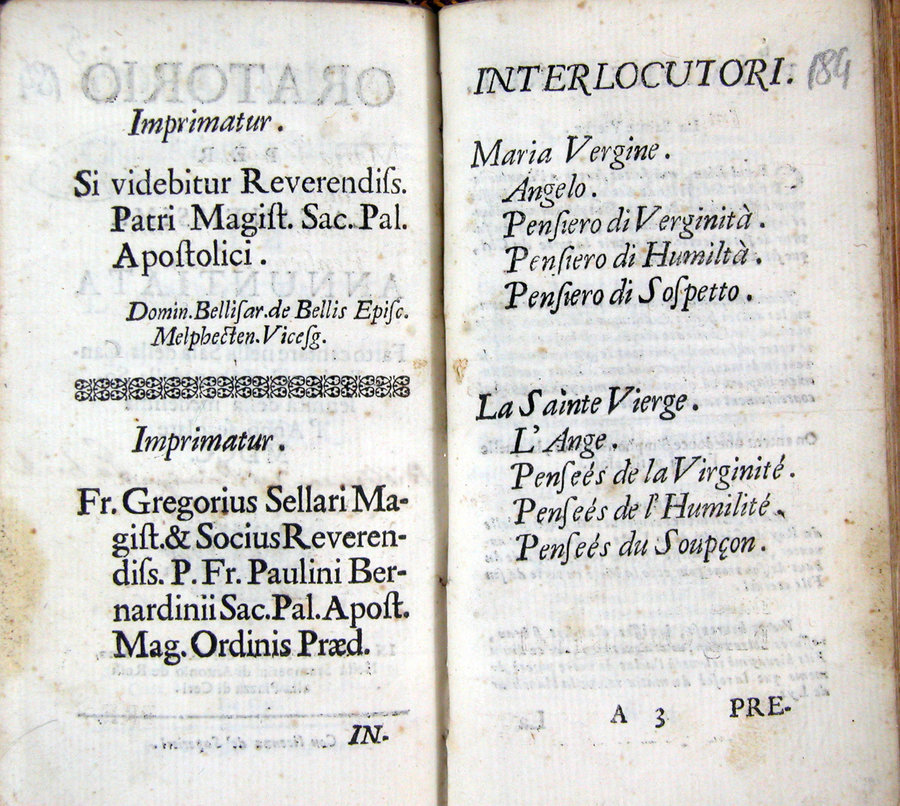 Imprimatur.
Si videbitur Reverendiſs.
Patri Magiſt. Sac. Pal.
Apoſtolici.
Domin. Belliſar. de Bellis Epiſc.
Melphecten. Viceſg.
Imprimatur.
Fr. Gregorius Sellari Ma-
giſt. & Socius Reveren-
diſs. P. Fr. Paulini Ber-
nardinii Sac. Pal. Apoſt.
Mag. Ordinis Præd.
IN-
INTERLOCUTORI. 184
Maria Vergine.
Angelo.
Penſiero di Verginità.
Penſiero di Humiltà.
Penſiero di Soſpetto.
La Sainte Vierge.
L'Ange.
Penſeés de la Virginité.
Penſeés de l'Humilité.
Penſeés du Soupçon.
A 3 PRE-